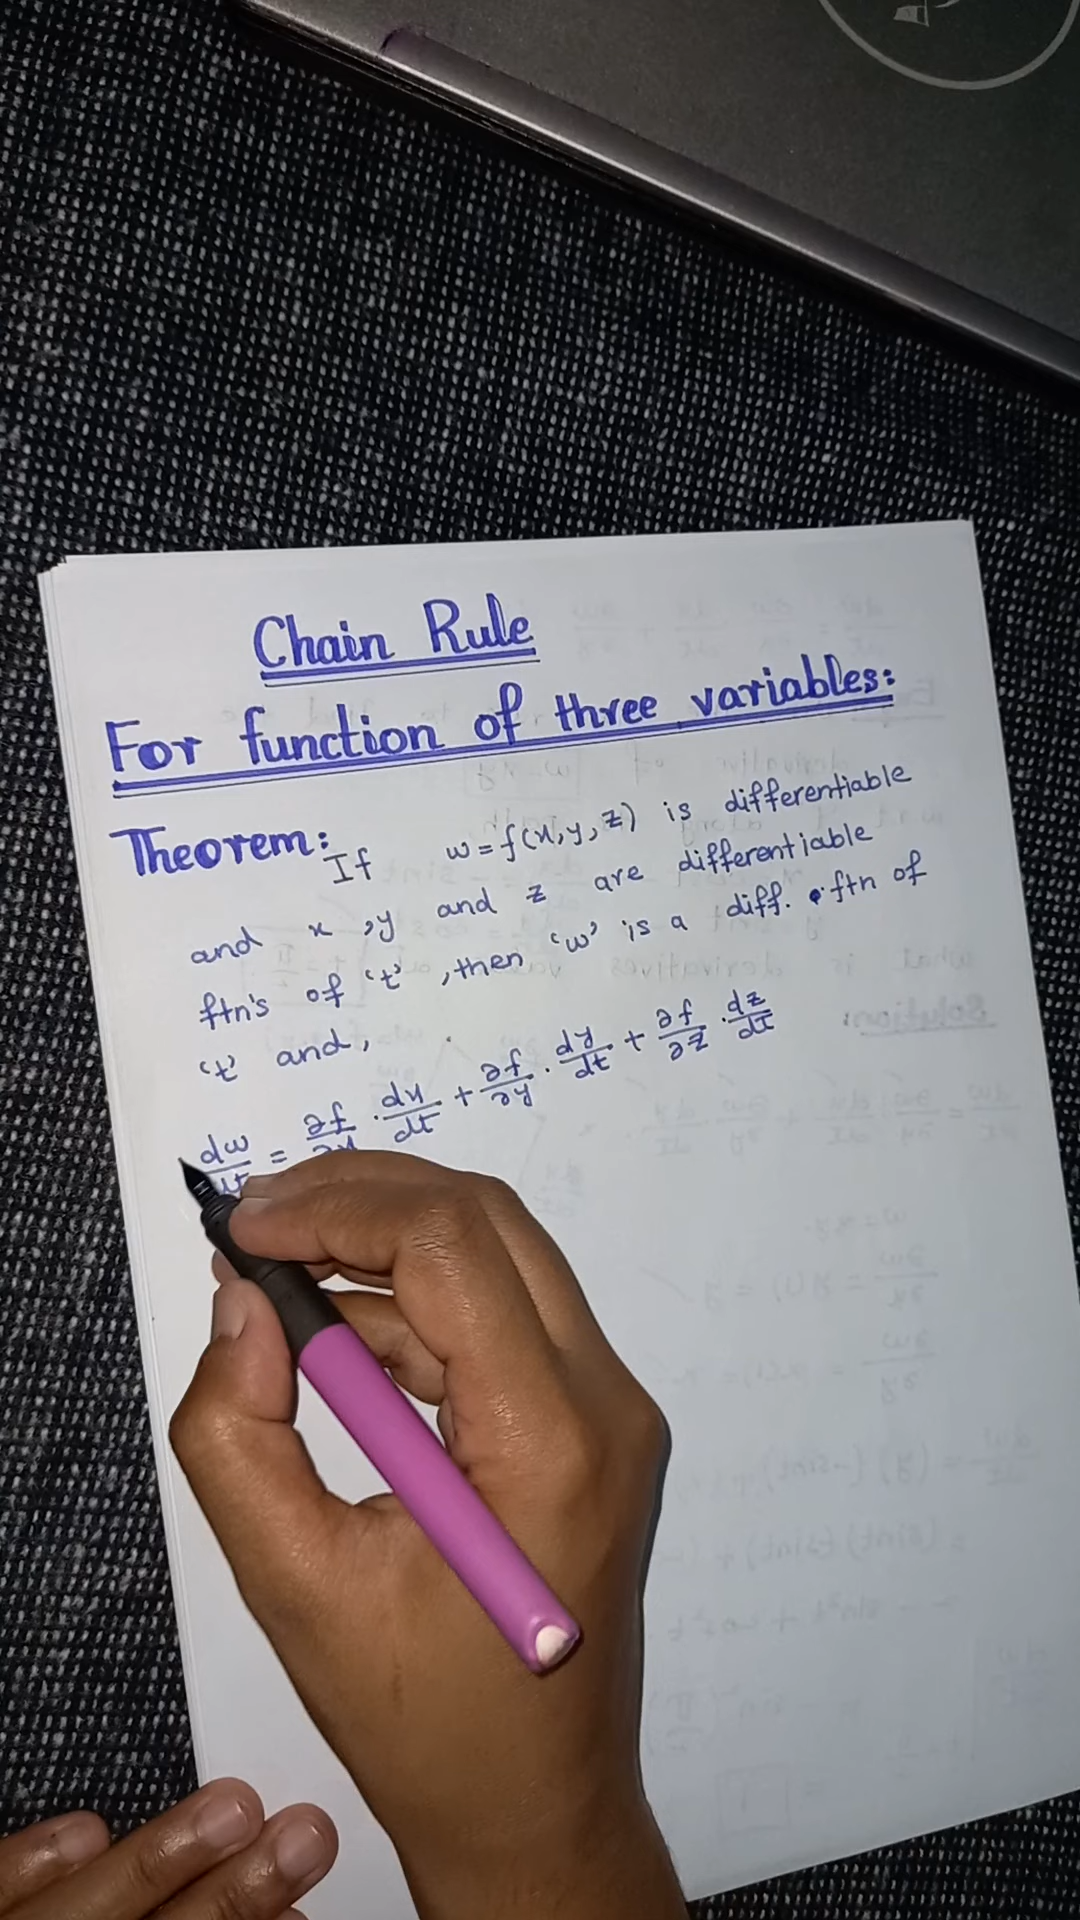 Chain Rule
For function of three variables:
Theorem: If w = f(x, y, z) is differentiable
and x, y and z are differentiable
ftn's of 't', then 'w' is a diff. ftn of
't' and,
dw/dt = ∂f/∂x · dx/dt + ∂f/∂y · dy/dt + ∂f/∂z · dz/dt